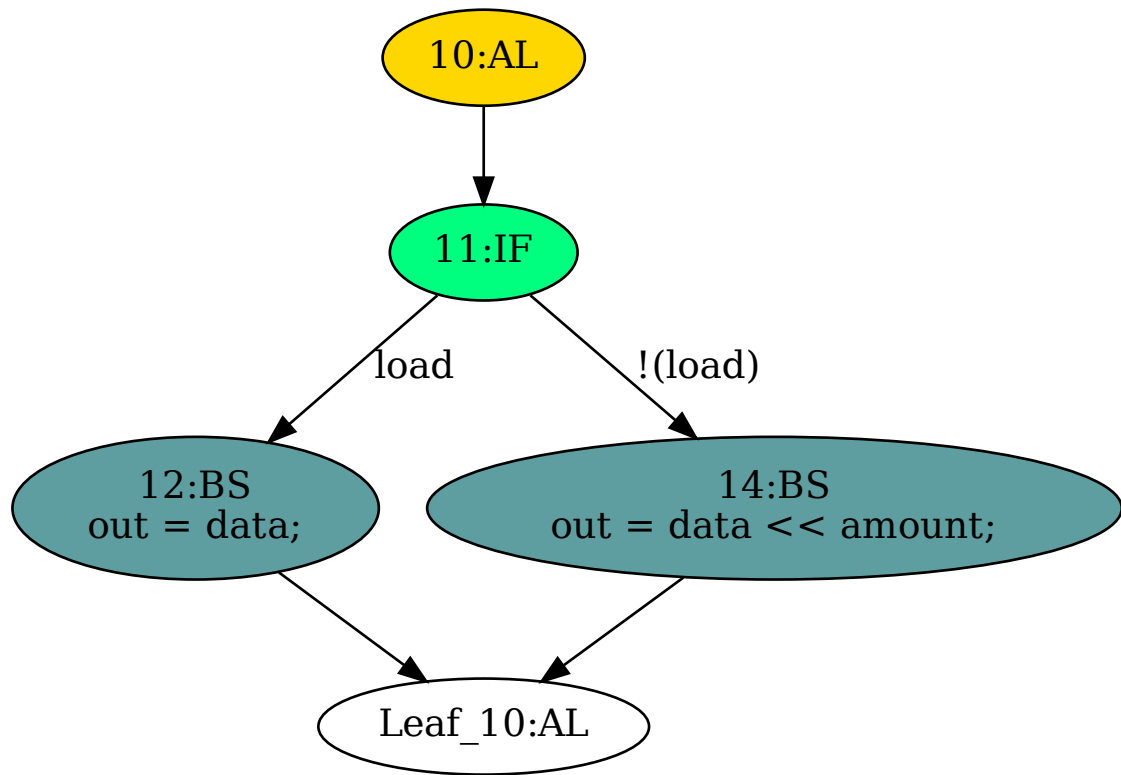 10:AL
11:IF
load
!(load)
12:BS
out = data;
14:BS
out = data << amount;
Leaf_10:AL